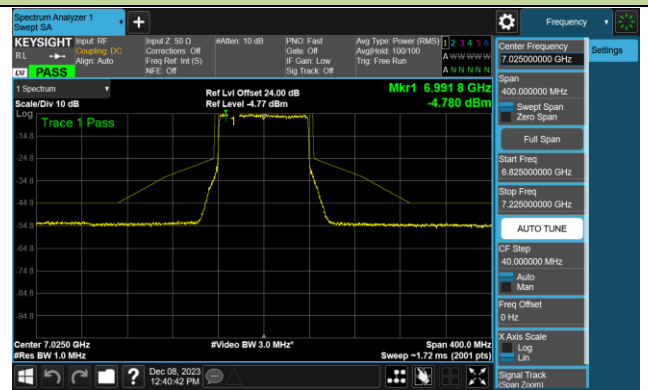 Spectrum Analyzer 1
Swept SA
Frequency
KEYSIGHT
Input: RF
Coupling: DC
Align: Auto
Input Z: 50 Ω
Corrections: Off
Freq Ref: Int (S)
NFE: Off
#Atten: 10 dB
PNO: Fast
Gate: Off
IF Gain: Low
Sig Track: Off
Avg Type: Power (RMS)
Avg|Hold: 100/100
Trig: Free Run
1 2 3 4 5 6
A W W W W W
A N N N N N
R L
LXI
PASS
1 Spectrum
Scale/Div 10 dB
Ref Lvl Offset 24.00 dB
Ref Level -4.77 dBm
Mkr1 6.991 8 GHz
-4.780 dBm
Log
Trace 1 Pass
1
-14.8
-24.8
-34.8
-44.8
-54.8
-64.8
-74.8
-84.8
-94.8
Center 7.0250 GHz
#Res BW 1.0 MHz
#Video BW 3.0 MHz*
Span 400.0 MHz
Sweep ~1.72 ms (2001 pts)
Dec 08, 2023
12:40:42 PM
Center Frequency
7.025000000 GHz
Settings
Span
400.000000 MHz
Swept Span
Zero Span
Full Span
Start Freq
6.825000000 GHz
Stop Freq
7.225000000 GHz
AUTO TUNE
CF Step
40.000000 MHz
Auto
Man
Freq Offset
0 Hz
X Axis Scale
Log
Lin
Signal Track
(Span Zoom)